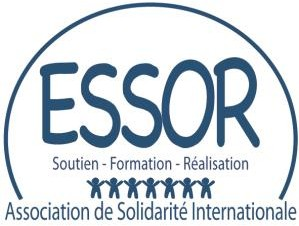 ESSOR
Soutien - Formation - Réalisation
Association de Solidarité Internationale